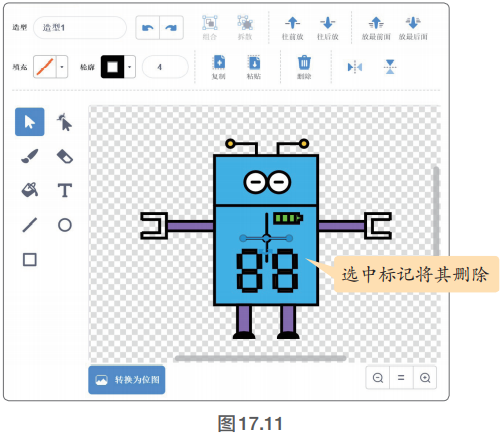 造型 造型1 组合 拆散 往前放 往后放 放最前面 放最后面
填充 轮廓 4 复制 粘贴 删除
T
88
选中标记将其删除
转换为位图
图17.11